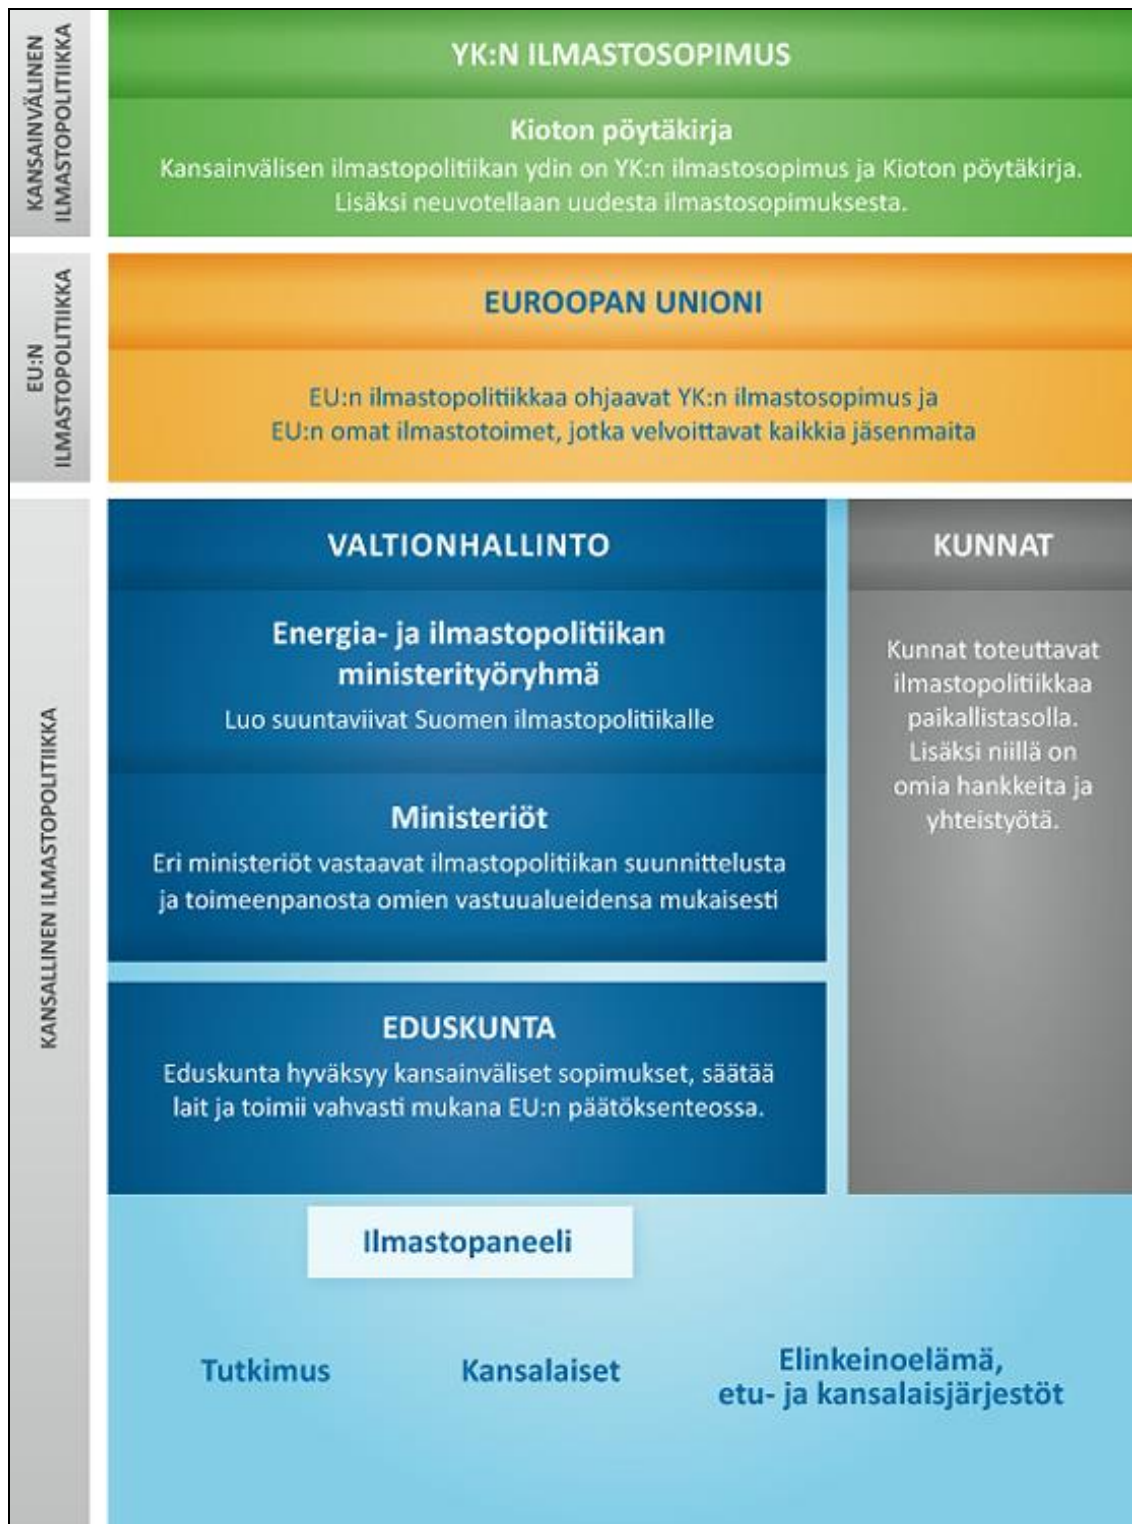 KANSAINVÄLINEN
ILMASTOPOLITIIKKA
YK:N ILMASTOSOPIMUS
Kioton pöytäkirja
Kansainvälisen ilmastopolitiikan ydin on YK:n ilmastosopimus ja Kioton pöytäkirja.
Lisäksi neuvotellaan uudesta ilmastosopimuksesta.
EU:N
ILMASTOPOLITIIKKA
EUROOPAN UNIONI
EU:n ilmastopolitiikkaa ohjaavat YK:n ilmastosopimus ja
EU:n omat ilmastotoimet, jotka velvoittavat kaikkia jäsenmaita
KANSALLINEN ILMASTOPOLITIIKKA
VALTIONHALLINTO
Energia- ja ilmastopolitiikan
ministerityöryhmä
Luo suuntaviivat Suomen ilmastopolitiikalle
Ministeriöt
Eri ministeriöt vastaavat ilmastopolitiikan suunnittelusta
ja toimeenpanosta omien vastuualueidensa mukaisesti
EDUSKUNTA
Eduskunta hyväksyy kansainväliset sopimukset, säätää
lait ja toimii vahvasti mukana EU:n päätöksenteossa.
KUNNAT
Kunnat toteuttavat
ilmastopolitiikkaa
paikallistasolla.
Lisäksi niillä on
omia hankkeita ja
yhteistyötä.
Ilmastopaneeli
Tutkimus
Kansalaiset
Elinkeinoelämä,
etu- ja kansalaisjärjestöt